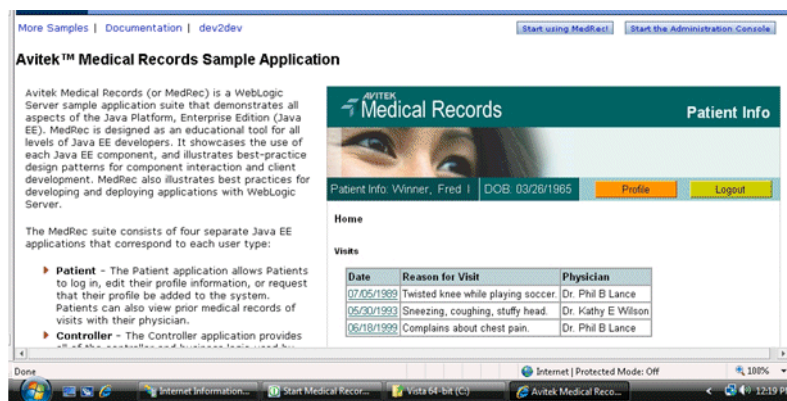 More Samples | Documentation | dev2dev
Start using MedRec!
Start the Administration Console
Avitek™ Medical Records Sample Application
Avitek Medical Records (or MedRec) is a WebLogic
Server sample application suite that demonstrates all
aspects of the Java Platform, Enterprise Edition (Java
EE). MedRec is designed as an educational tool for all
levels of Java EE developers. It showcases the use
of each Java EE component, and illustrates best-practice
design patterns for component interaction and client
development. MedRec also illustrates best practices for
developing and deploying applications with WebLogic
Server.
The MedRec suite consists of four separate Java EE
applications that correspond to each user type:
Patient - The Patient application allows Patients
to log in, edit their profile information, or request
that their profile be added to the system.
Patients can also view prior medical records of
visits with their physician.
Controller - The Controller application provides
AVITEK
Medical Records
Patient Info
Patient Info: Winner, Fred I
DOB: 03/26/1965
Profile
Logout
Home
Visits
Date Reason for Visit Physician
07/05/1989 Twisted knee while playing soccer. Dr. Phil B Lance
05/30/1993 Sneezing, coughing, stuffy head. Dr. Kathy E Wilson
06/18/1999 Complains about chest pain. Dr. Phil B Lance
Done
Internet | Protected Mode: Off
100%
Internet Information...
Start Medical Recor...
Vista 64-bit (C:)
Avitek Medical Reco...
12:19 P